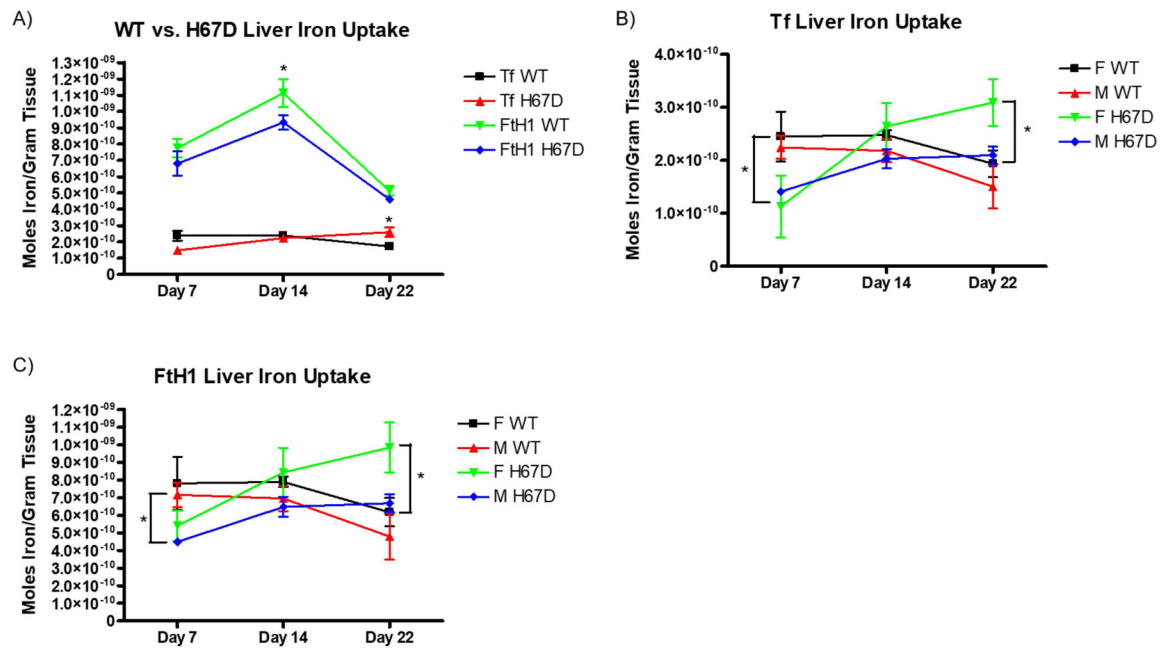 A)
WT vs. H67D Liver Iron Uptake
Moles Iron/Gram Tissue
1.3×10⁻⁰⁹
1.2×10⁻⁰⁹
1.1×10⁻⁰⁹
1.0×10⁻⁰⁹
9.0×10⁻¹⁰
8.0×10⁻¹⁰
7.0×10⁻¹⁰
6.0×10⁻¹⁰
5.0×10⁻¹⁰
4.0×10⁻¹⁰
3.0×10⁻¹⁰
2.0×10⁻¹⁰
1.0×10⁻¹⁰
0
*
*
Day 7 Day 14 Day 22
Tf WT
Tf H67D
FtH1 WT
FtH1 H67D
B)
Tf Liver Iron Uptake
Moles Iron/Gram Tissue
4.0×10⁻¹⁰
3.0×10⁻¹⁰
2.0×10⁻¹⁰
1.0×10⁻¹⁰
0
*
*
Day 7 Day 14 Day 22
F WT
M WT
F H67D
M H67D
C)
FtH1 Liver Iron Uptake
Moles Iron/Gram Tissue
1.2×10⁻⁰⁹
1.1×10⁻⁰⁹
1.0×10⁻⁰⁹
9.0×10⁻¹⁰
8.0×10⁻¹⁰
7.0×10⁻¹⁰
6.0×10⁻¹⁰
5.0×10⁻¹⁰
4.0×10⁻¹⁰
3.0×10⁻¹⁰
2.0×10⁻¹⁰
1.0×10⁻¹⁰
0
*
*
Day 7 Day 14 Day 22
F WT
M WT
F H67D
M H67D